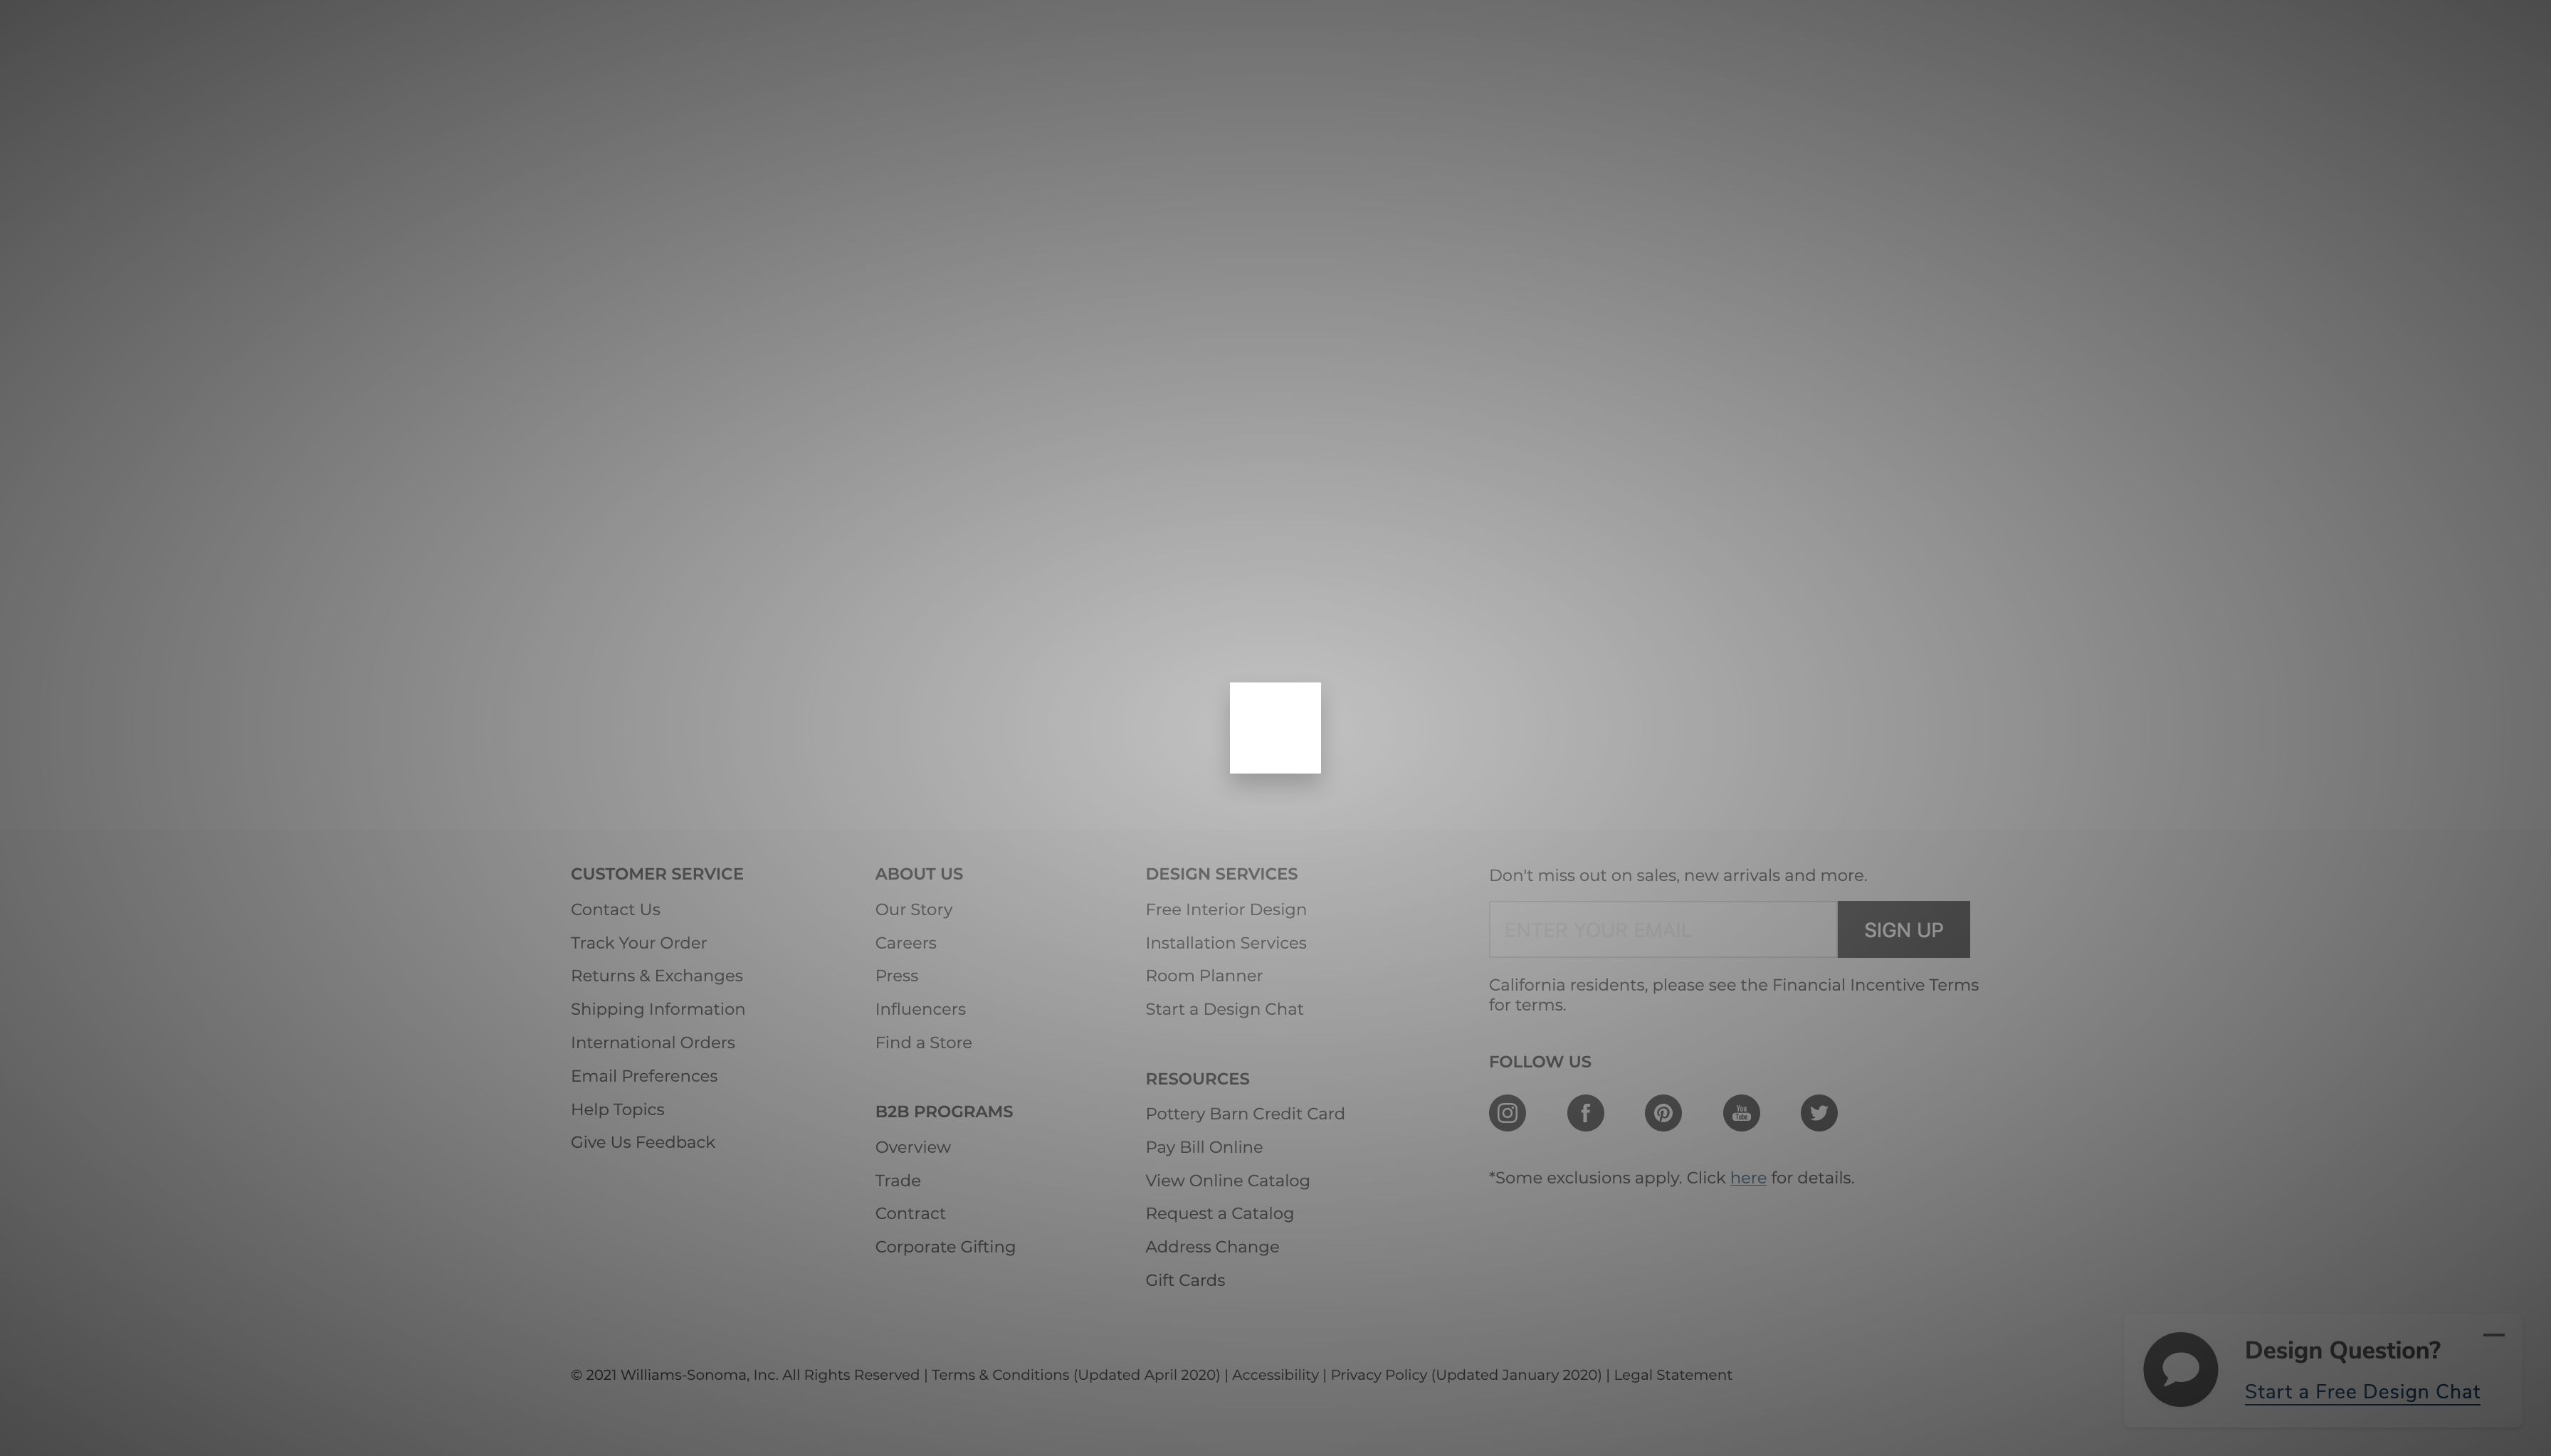 CUSTOMER SERVICE
Contact Us
Track Your Order
Returns & Exchanges
Shipping Information
International Orders
Email Preferences
Help Topics
Give Us Feedback
ABOUT US
Our Story
Careers
Press
Influencers
Find a Store
B2B PROGRAMS
Overview
Trade
Contract
Corporate Gifting
DESIGN SERVICES
Free Interior Design
Installation Services
Room Planner
Start a Design Chat
RESOURCES
Pottery Barn Credit Card
Pay Bill Online
View Online Catalog
Request a Catalog
Address Change
Gift Cards
Don't miss out on sales, new arrivals and more.
ENTER YOUR EMAIL
SIGN UP
California residents, please see the Financial Incentive Terms
for terms.
FOLLOW US
You
Tube
*Some exclusions apply. Click here for details.
© 2021 Williams-Sonoma, Inc. All Rights Reserved | Terms & Conditions (Updated April 2020) | Accessibility | Privacy Policy (Updated January 2020) | Legal Statement
Design Question?
Start a Free Design Chat